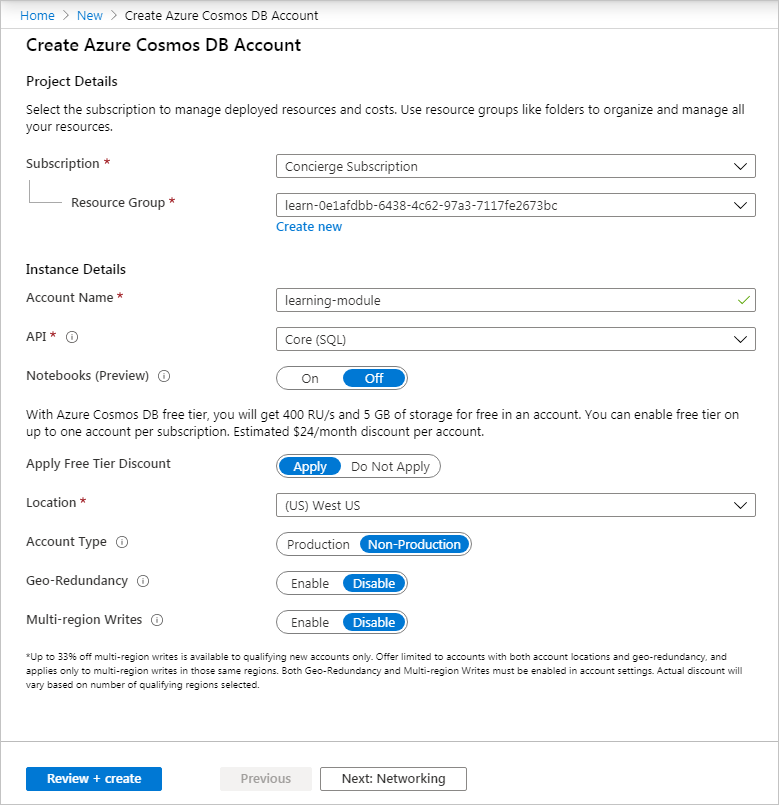 Home > New > Create Azure Cosmos DB Account
Create Azure Cosmos DB Account
Project Details
Select the subscription to manage deployed resources and costs. Use resource groups like folders to organize and manage all
your resources.
Subscription *
Concierge Subscription
Resource Group *
learn-0e1afdbb-6438-4c62-97a3-7117fe2673bc
Create new
Instance Details
Account Name *
learning-module
API *
Core (SQL)
Notebooks (Preview)
On Off
With Azure Cosmos DB free tier, you will get 400 RU/s and 5 GB of storage for free in an account. You can enable free tier on
up to one account per subscription. Estimated $24/month discount per account.
Apply Free Tier Discount
Apply Do Not Apply
Location *
(US) West US
Account Type
Production Non-Production
Geo-Redundancy
Enable Disable
Multi-region Writes
Enable Disable
*Up to 33% off multi-region writes is available to qualifying new accounts only. Offer limited to accounts with both account locations and geo-redundancy, and
applies only to multi-region writes in those same regions. Both Geo-Redundancy and Multi-region Writes must be enabled in account settings. Actual discount will
vary based on number of qualifying regions selected.
Review + create
Previous
Next: Networking